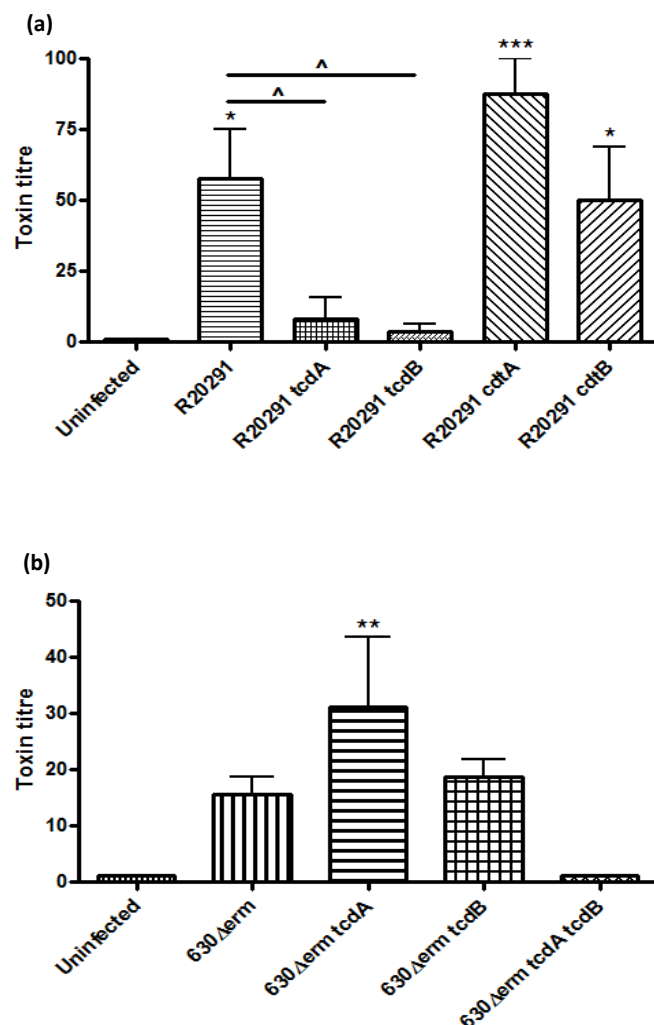 (a)
100
75
50
25
0
Toxin titre
^
^
*
***
*
Uninfected
R20291
R20291 tcdA
R20291 tcdB
R20291 cdtA
R20291 cdtB
(b)
50
40
30
20
10
0
Toxin titre
**
Uninfected
630Δerm
630Δerm tcdA
630Δerm tcdB
630Δerm tcdA tcdB